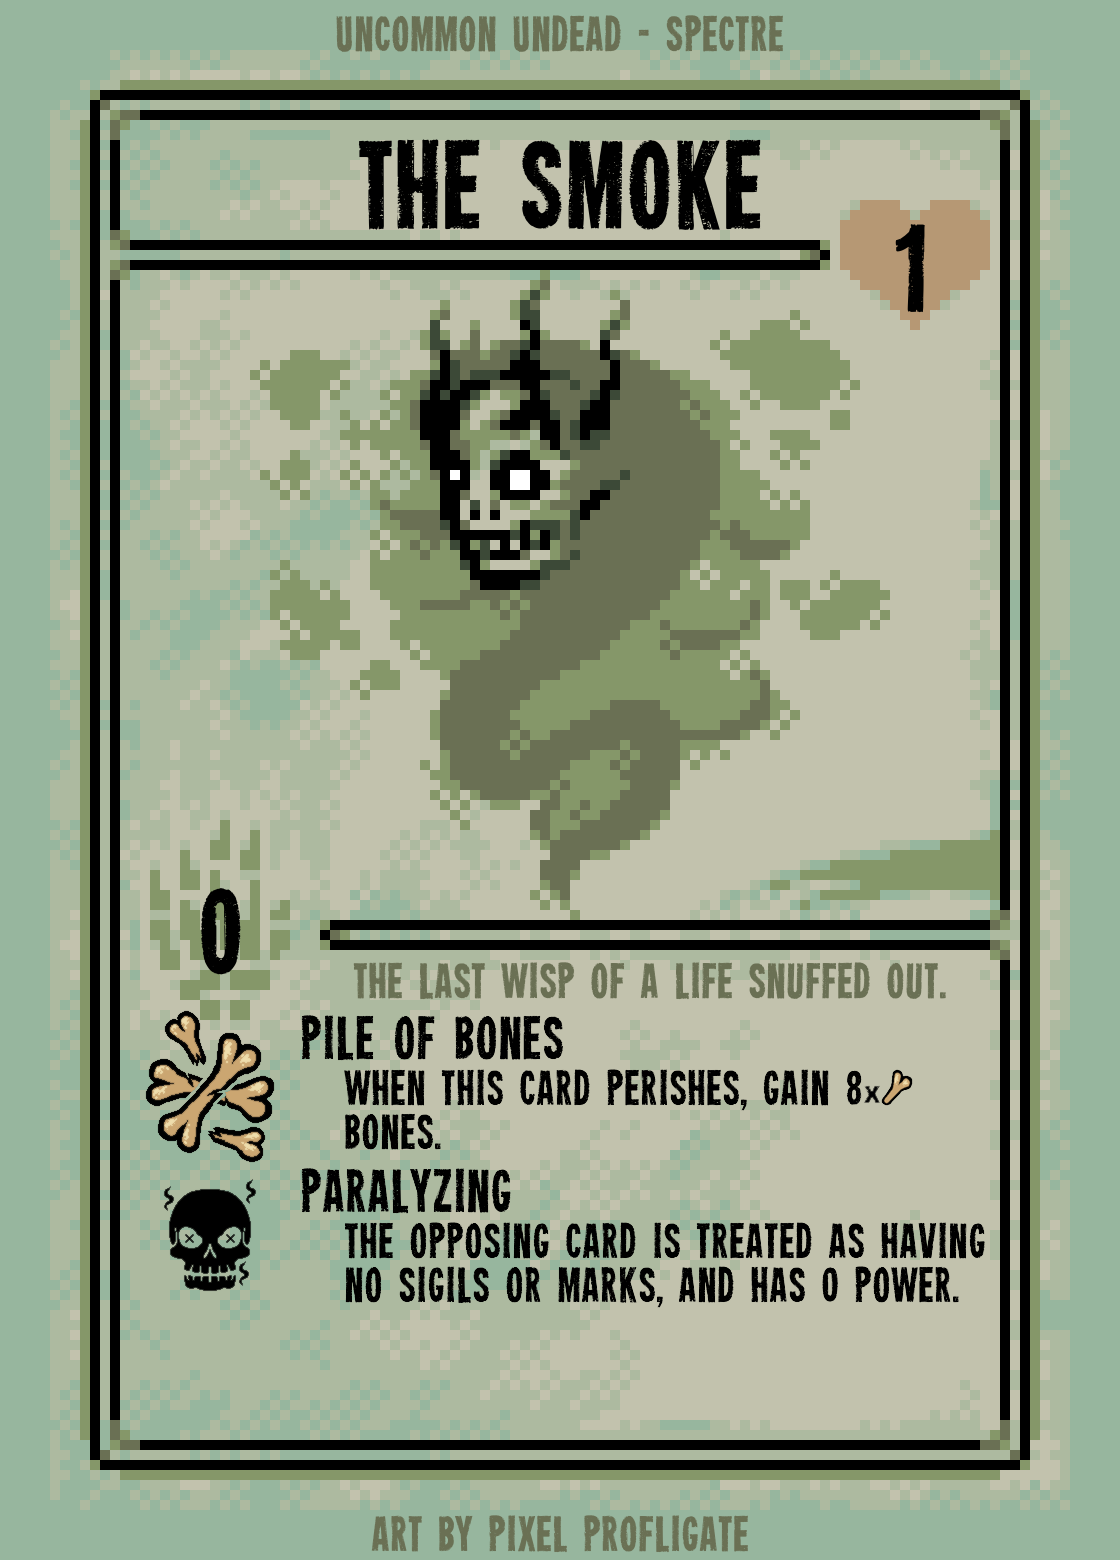 UNCOMMON UNDEAD - SPECTRE
THE SMOKE
1
0
THE LAST WISP OF A LIFE SNUFFED OUT.
PILE OF BONES
WHEN THIS CARD PERISHES, GAIN 8x
BONES.
PARALYZING
THE OPPOSING CARD IS TREATED AS HAVING
NO SIGILS OR MARKS, AND HAS 0 POWER.
ART BY PIXEL PROFLIGATE